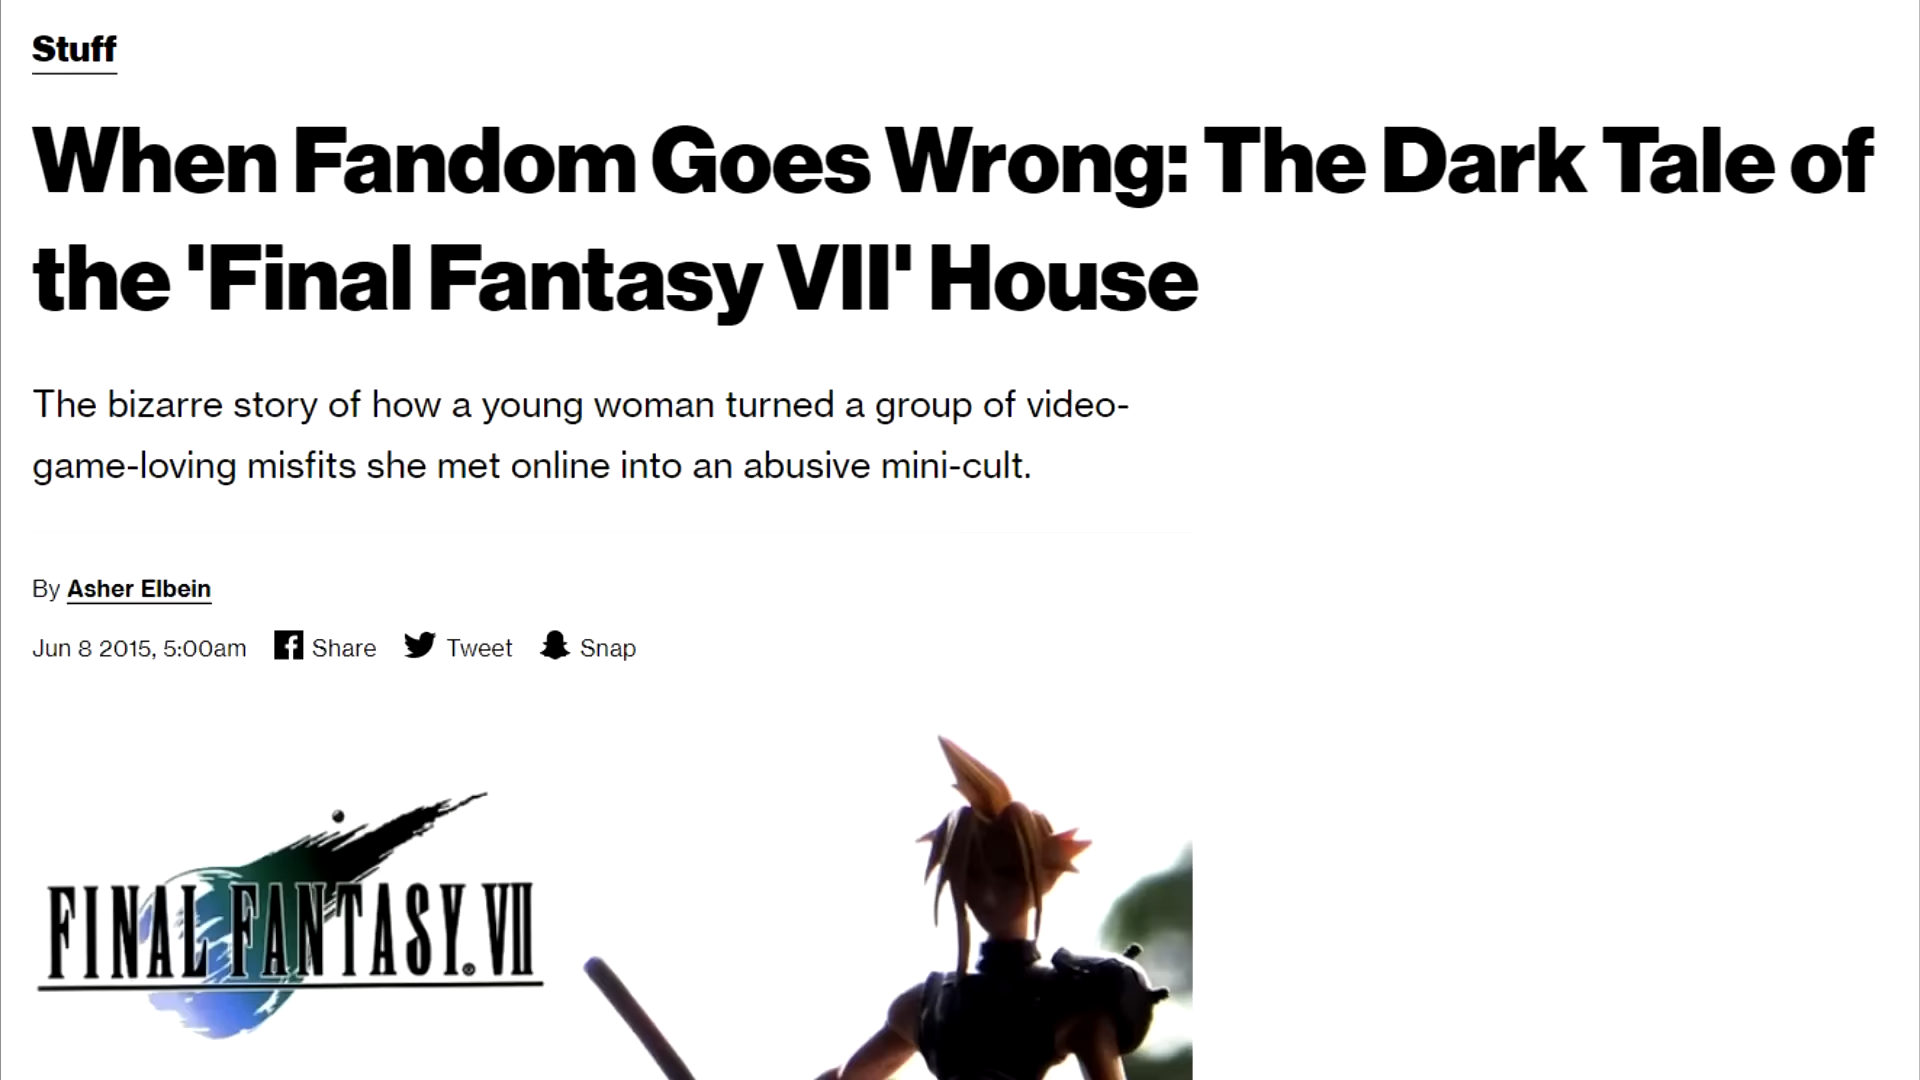 Stuff
When Fandom Goes Wrong: The Dark Tale of
the 'Final Fantasy VII' House
The bizarre story of how a young woman turned a group of video-
game-loving misfits she met online into an abusive mini-cult.
By Asher Elbein
Jun 8 2015, 5:00am Share Tweet Snap
FINAL FANTASY. VII